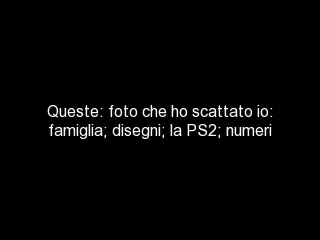 Queste: foto che ho scattato io:
famiglia; disegni; la PS2; numeri